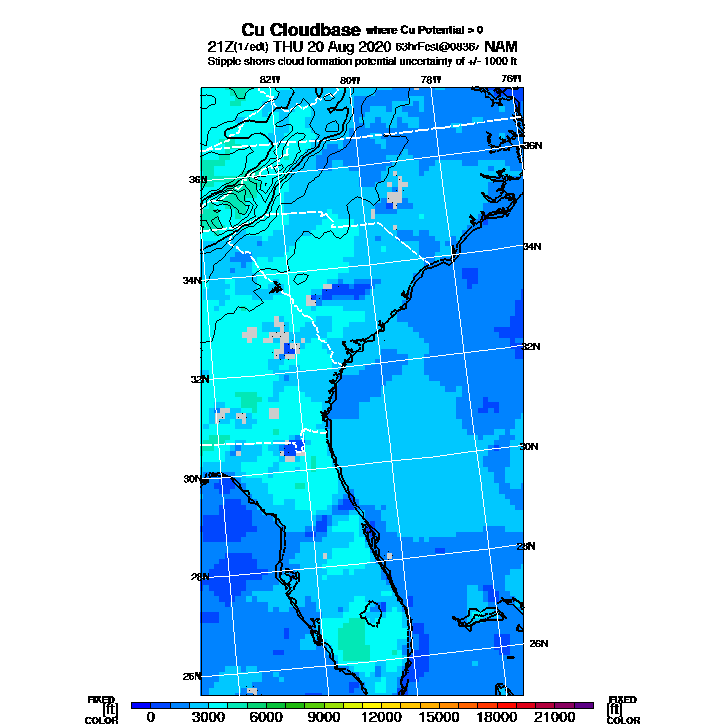 Cu Cloudbase where Cu Potential > 0
21Z(17edt) THU 20 Aug 2020 63hrFcst@0836z NAM
Stipple shows cloud formation potential uncertainty of +/- 1000 ft
82W 80W 78W 76W
36N 36N
34N 34N
32N 32N
30N 30N
28N 28N
26N 26N
FIXED FIXED
[ft] [ft]
COLOR COLOR
0 3000 6000 9000 12000 15000 18000 21000